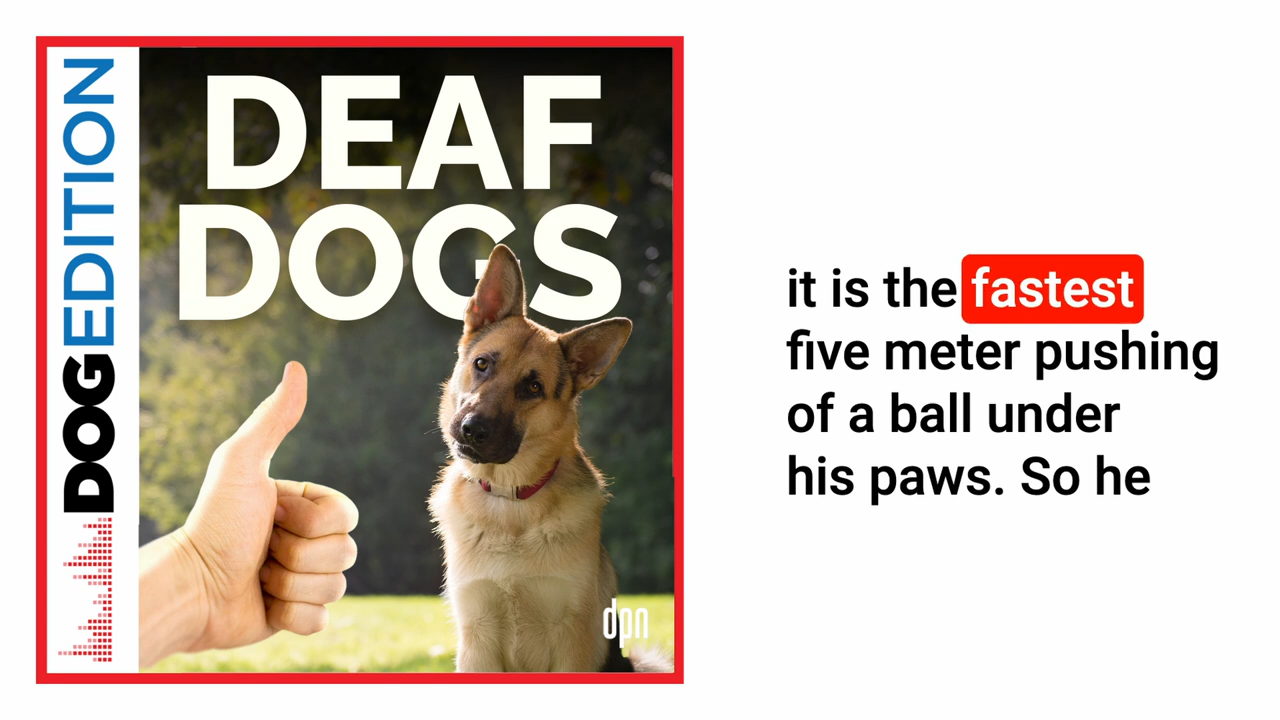 DOGEDITION
DEAF
DOGS
dpn
it is the fastest
five meter pushing
of a ball under
his paws. So he